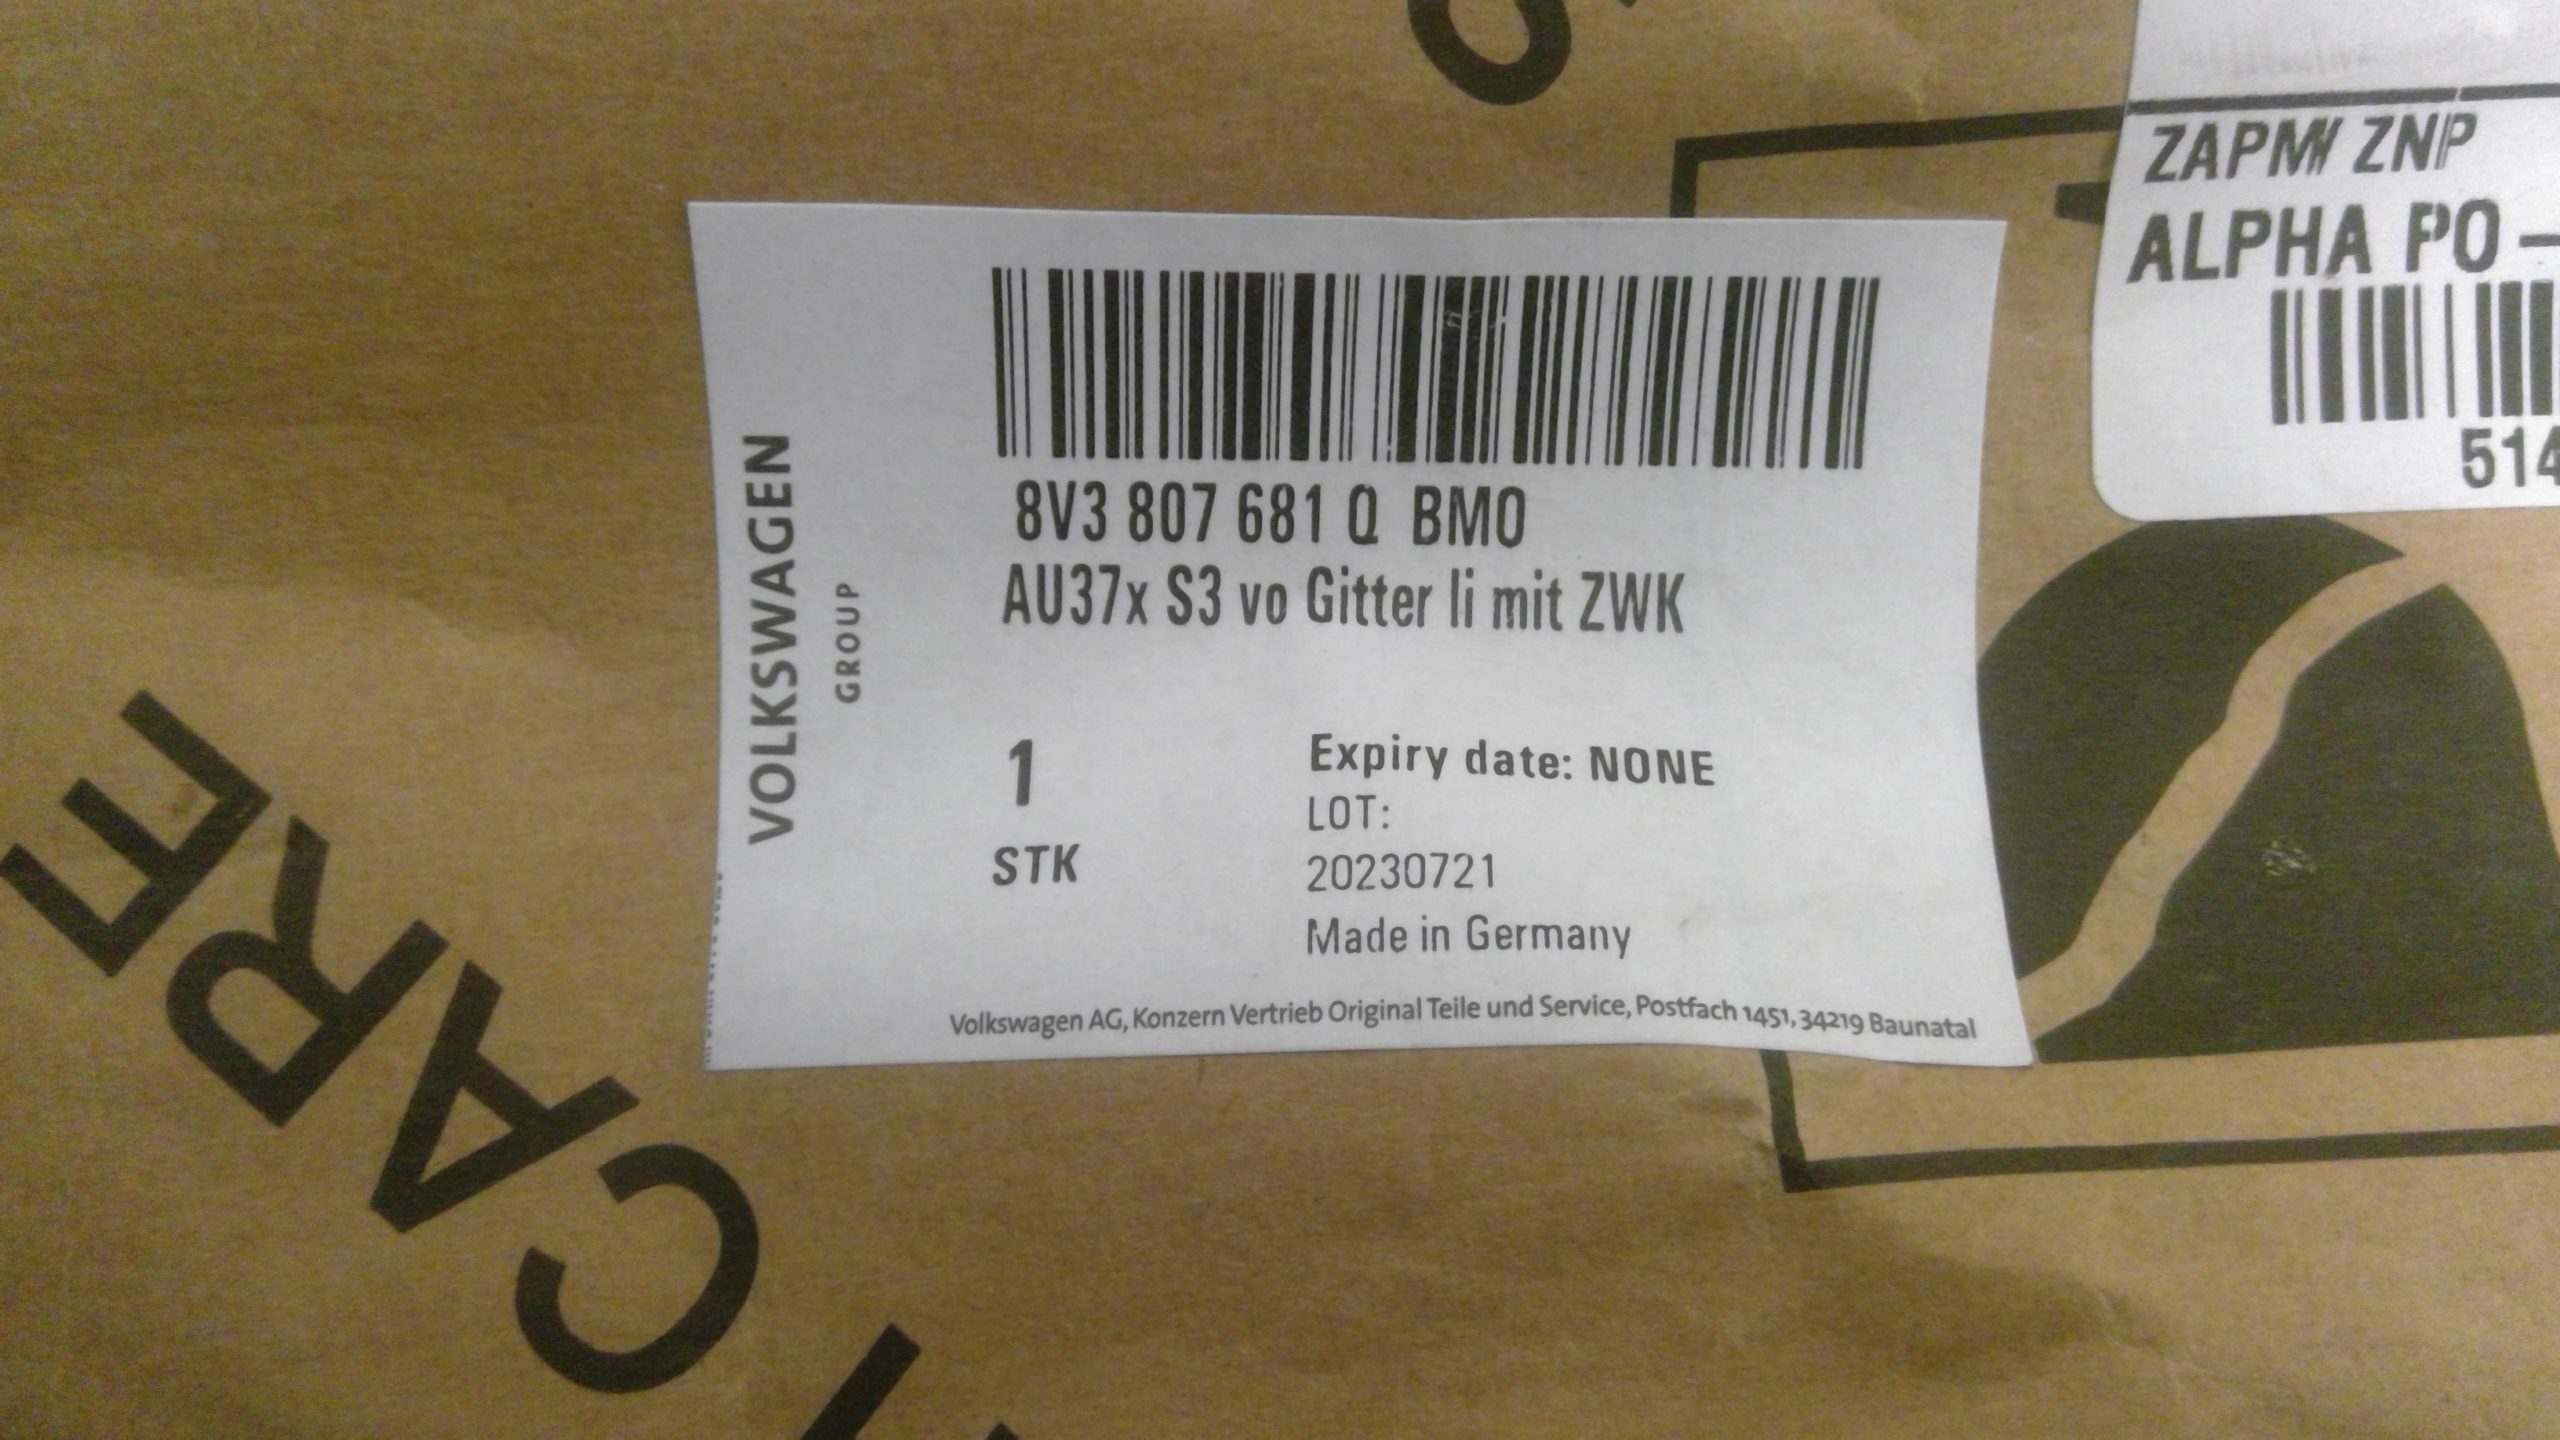 VOLKSWAGEN
GROUP
8V3 807 681 Q BMO
AU37x S3 vo Gitter li mit ZWK
1
STK
Expiry date: NONE
LOT:
20230721
Made in Germany
Volkswagen AG, Konzern Vertrieb Original Teile und Service, Postfach 1451, 34219 Baunatal
ZAPMW ZNP
ALPHA PO –
514
CARE